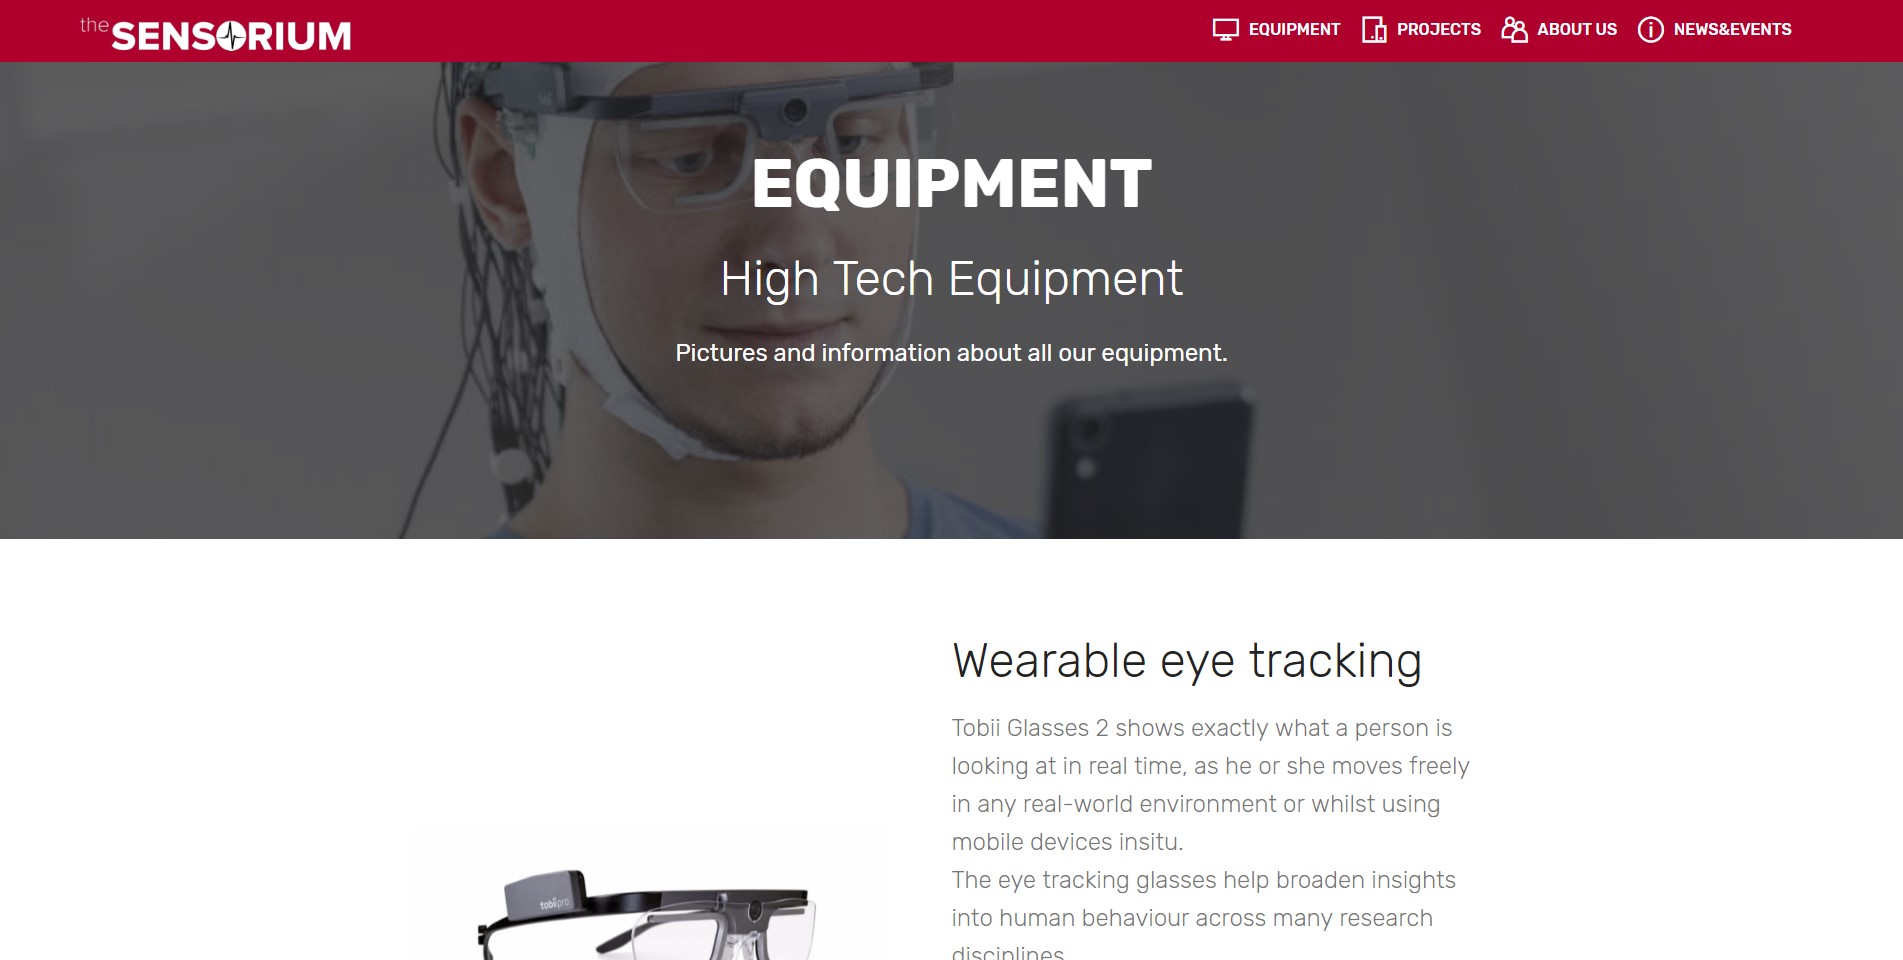 the SENSORIUM
EQUIPMENT
PROJECTS
ABOUT US
NEWS&EVENTS
EQUIPMENT
High Tech Equipment
Pictures and information about all our equipment.
Wearable eye tracking
Tobii Glasses 2 shows exactly what a person is
looking at in real time, as he or she moves freely
in any real-world environment or whilst using
mobile devices insitu.
The eye tracking glasses help broaden insights
into human behaviour across many research
disciplines.
tobiipro